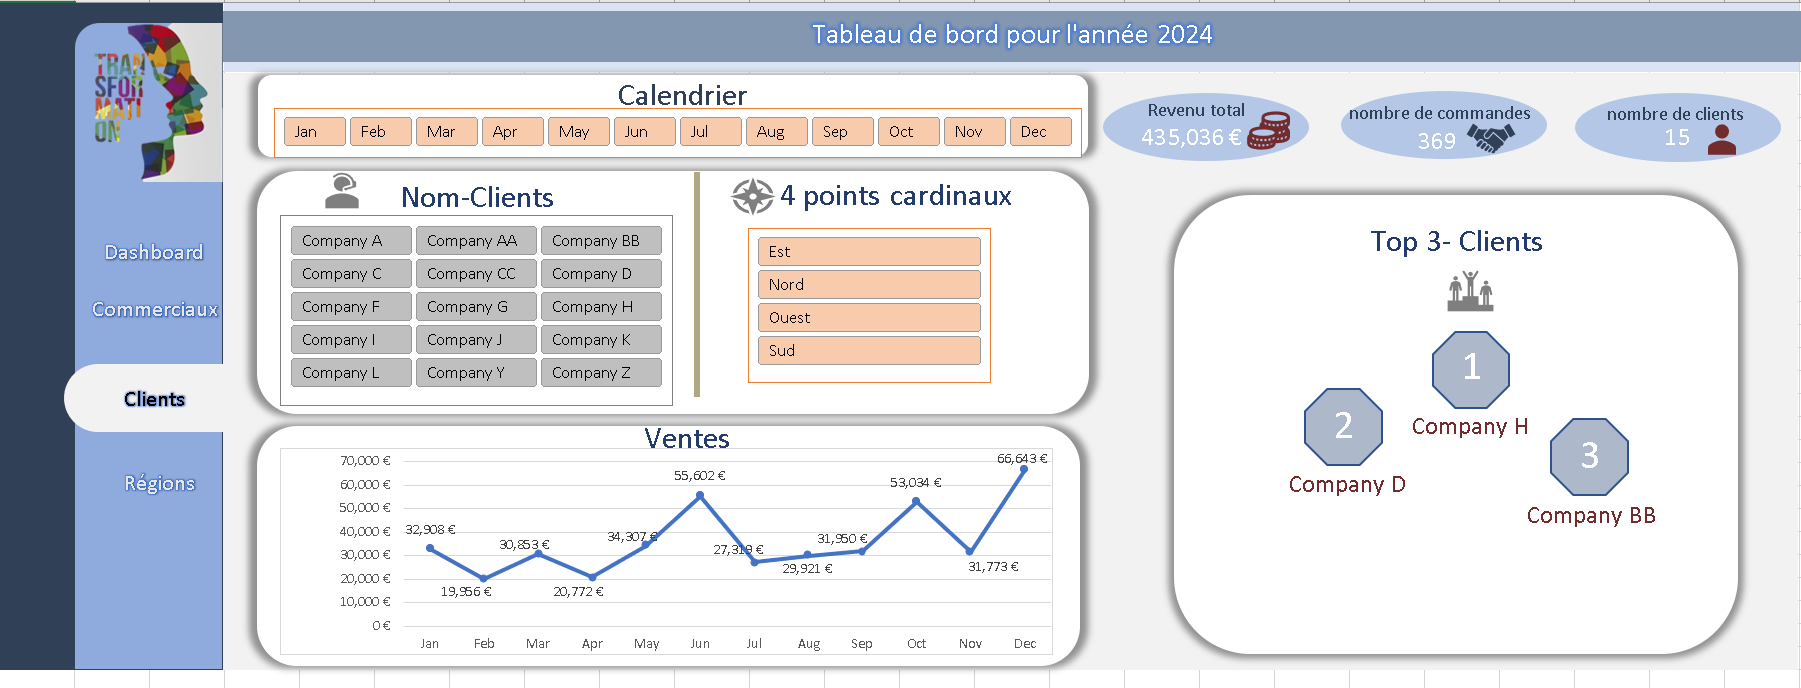 Tableau de bord pour l'année 2024
TRAN
SFOR
MATI
ON
Dashboard
Commerciaux
Clients
Régions
Calendrier
Jan Feb Mar Apr May Jun Jul Aug Sep Oct Nov Dec
Revenu total
435,036 €
nombre de commandes
369
nombre de clients
15
Nom-Clients
Company A Company AA Company BB
Company C Company CC Company D
Company F Company G Company H
Company I Company J Company K
Company L Company Y Company Z
4 points cardinaux
Est
Nord
Ouest
Sud
Ventes
70,000 €
60,000 €
50,000 €
40,000 €
30,000 €
20,000 €
10,000 €
0 €
32,908 €
19,956 €
30,853 €
20,772 €
34,307 €
55,602 €
27,319 €
29,921 €
31,950 €
53,034 €
31,773 €
66,643 €
Jan Feb Mar Apr May Jun Jul Aug Sep Oct Nov Dec
Top 3- Clients
1
Company H
2
Company D
3
Company BB